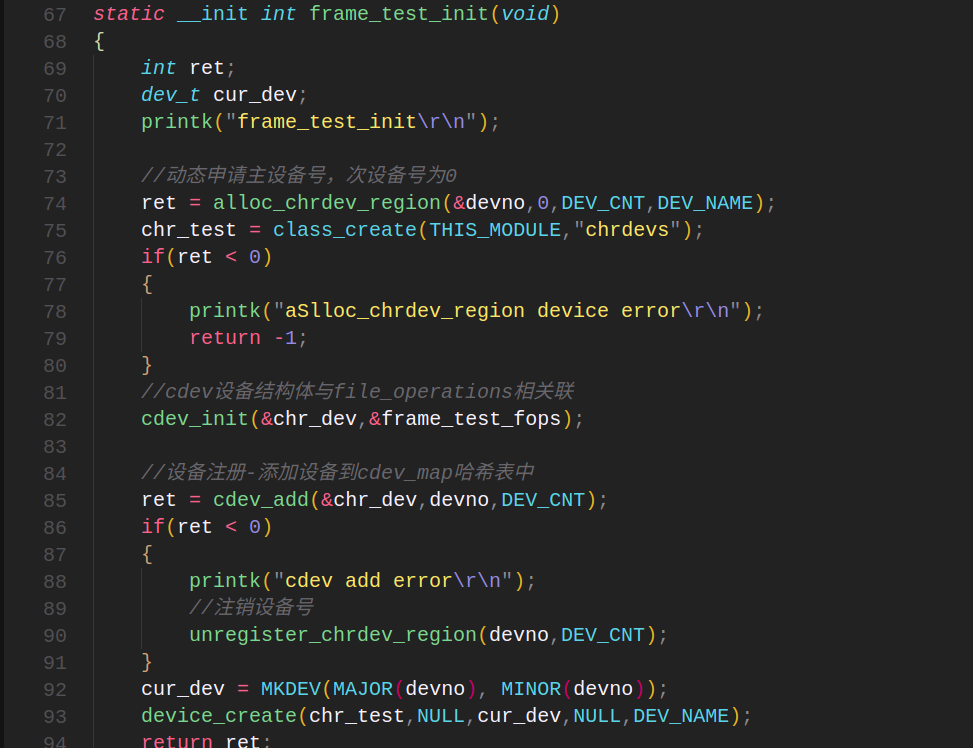 67 static __init int frame_test_init(void)
68 {
69 int ret;
70 dev_t cur_dev;
71 printk("frame_test_init\r\n");
72
73 //动态申请主设备号，次设备号为0
74 ret = alloc_chrdev_region(&devno,0,DEV_CNT,DEV_NAME);
75 chr_test = class_create(THIS_MODULE,"chrdevs");
76 if(ret < 0)
77 {
78 printk("aSlloc_chrdev_region device error\r\n");
79 return -1;
80 }
81 //cdev设备结构体与file_operations相关联
82 cdev_init(&chr_dev,&frame_test_fops);
83
84 //设备注册-添加设备到cdev_map哈希表中
85 ret = cdev_add(&chr_dev,devno,DEV_CNT);
86 if(ret < 0)
87 {
88 printk("cdev add error\r\n");
89 //注销设备号
90 unregister_chrdev_region(devno,DEV_CNT);
91 }
92 cur_dev = MKDEV(MAJOR(devno), MINOR(devno));
93 device_create(chr_test,NULL,cur_dev,NULL,DEV_NAME);
94 return ret;